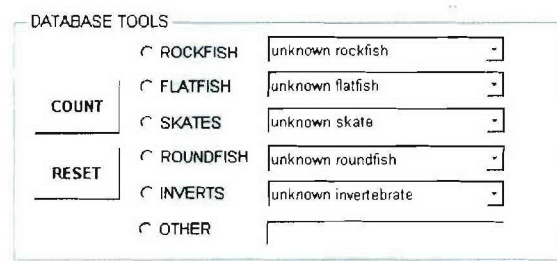 DATABASE TOOLS
ROCKFISH unknown rockfish
FLATFISH unknown flatfish
COUNT
SKATES unknown skate
ROUNDFISH unknown roundfish
RESET
INVERTS unknown invertebrate
OTHER